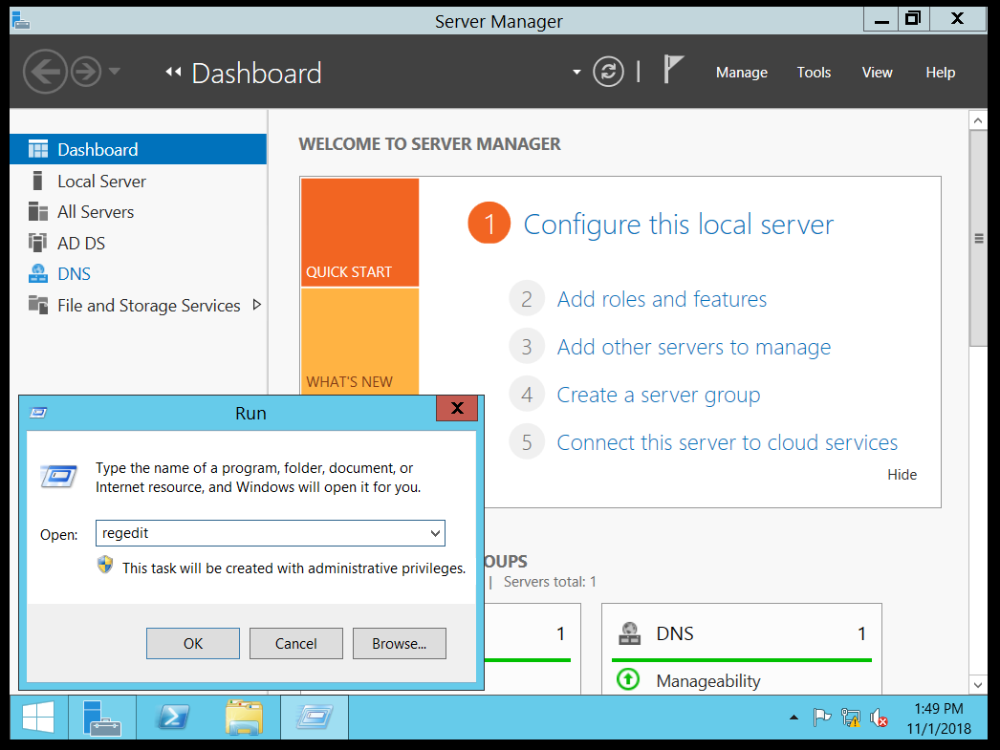 Server Manager
Dashboard
Manage Tools View Help
Dashboard
Local Server
All Servers
AD DS
DNS
File and Storage Services
WELCOME TO SERVER MANAGER
QUICK START
WHAT'S NEW
1 Configure this local server
2 Add roles and features
3 Add other servers to manage
4 Create a server group
5 Connect this server to cloud services
Hide
OUPS
| Servers total: 1
1
DNS 1
Manageability
Run
Type the name of a program, folder, document, or
Internet resource, and Windows will open it for you.
Open: regedit
This task will be created with administrative privileges.
OK Cancel Browse...
1:49 PM
11/1/2018